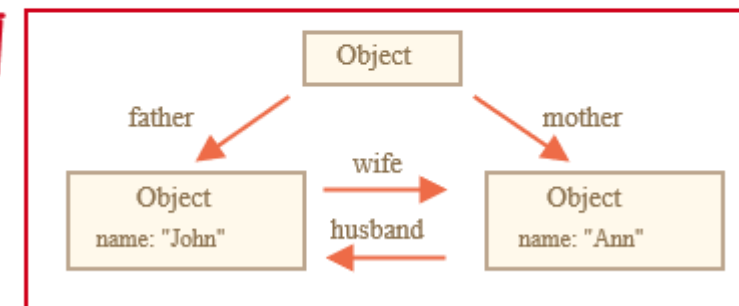 Object
father
mother
wife
Object
name: "John"
husband
Object
name: "Ann"